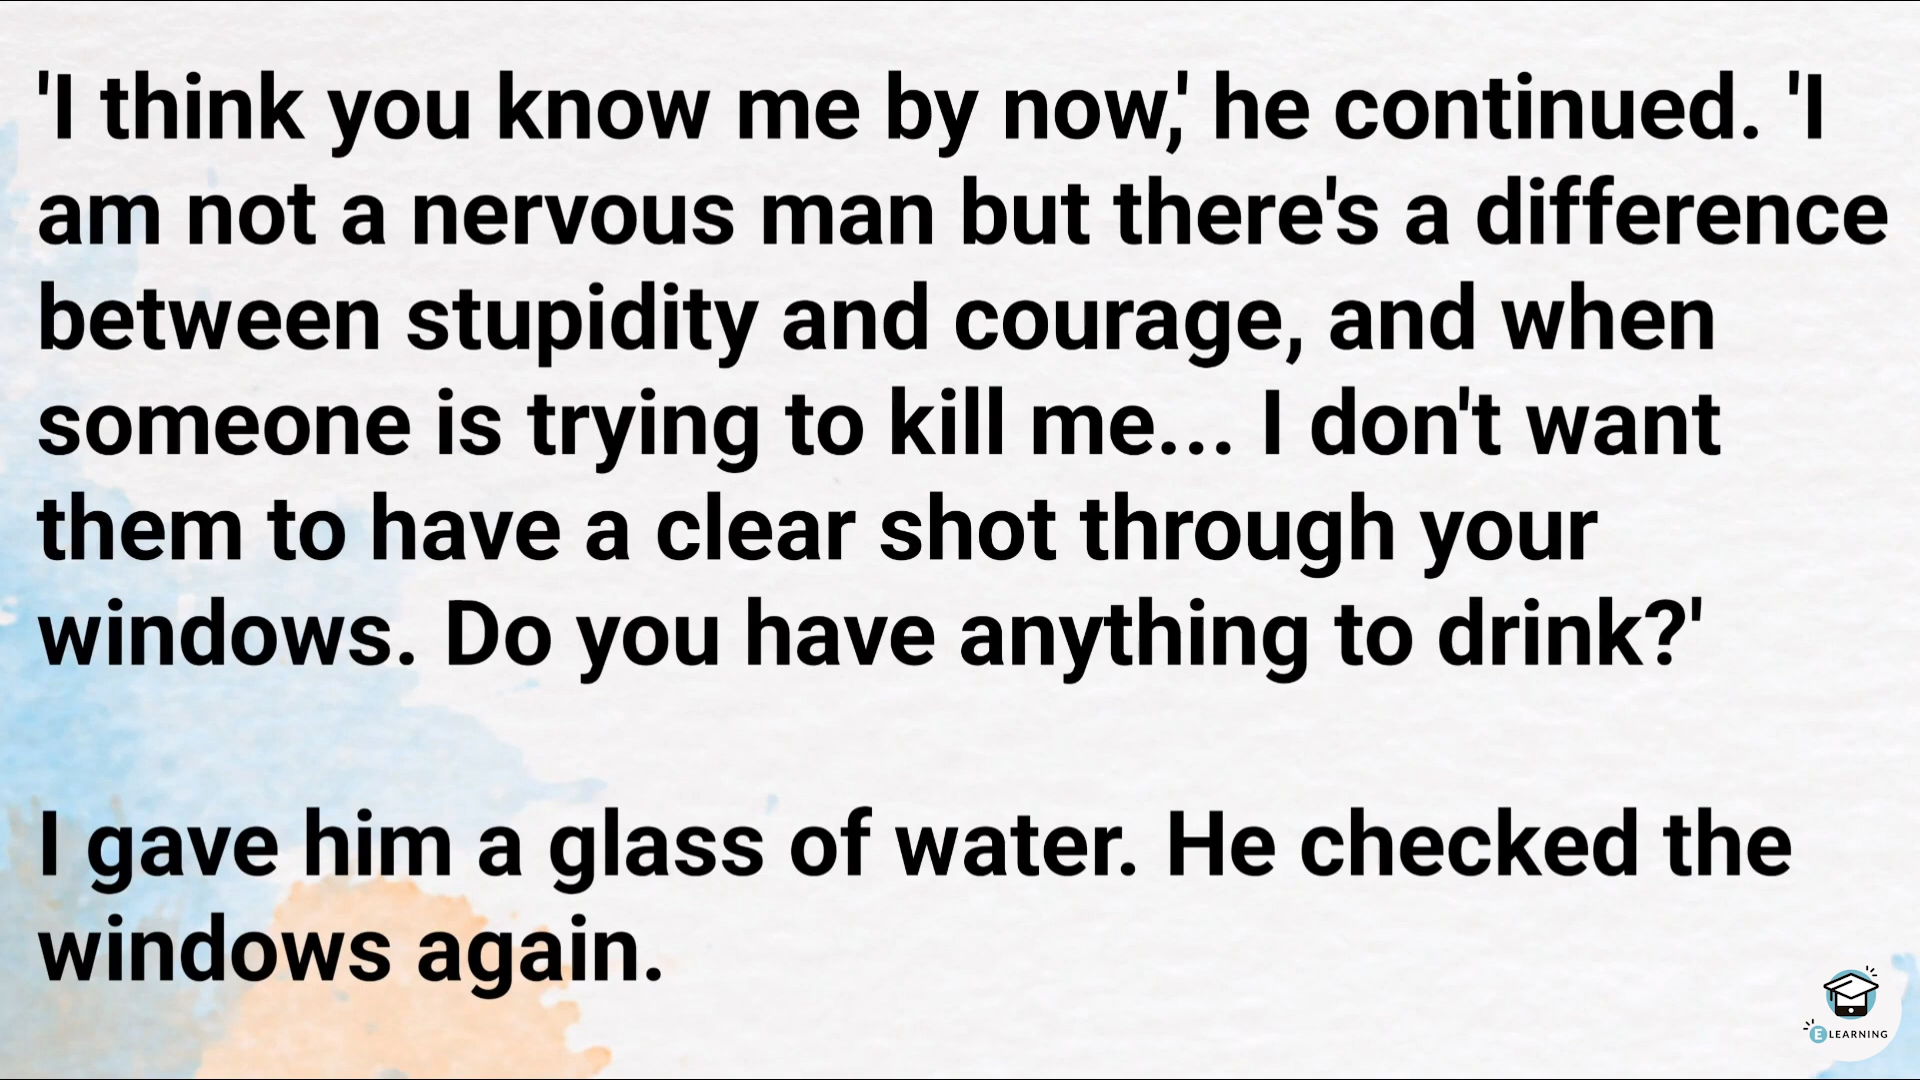 'I think you know me by now,' he continued. 'I
am not a nervous man but there's a difference
between stupidity and courage, and when
someone is trying to kill me... I don't want
them to have a clear shot through your
windows. Do you have anything to drink?'
I gave him a glass of water. He checked the
windows again.
E LEARNING